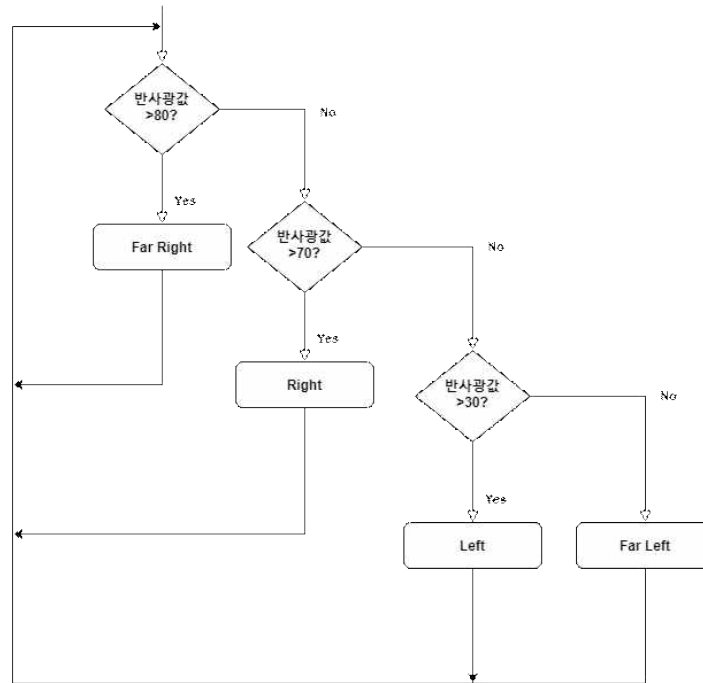 반사광값
>80?
No
Yes
Far Right
반사광값
>70?
No
Yes
Right
반사광값
>30?
No
Yes
Left
Far Left